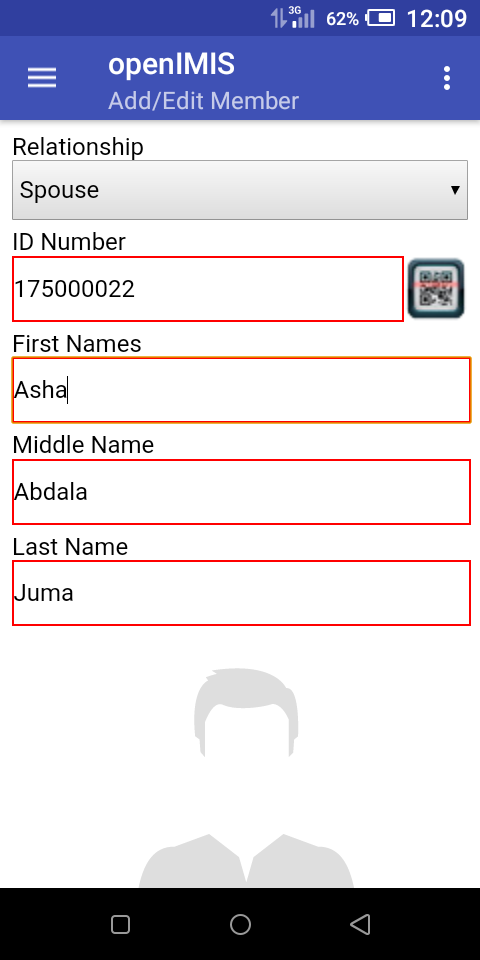 3G 62% 12:09
openIMIS
Add/Edit Member
Relationship
Spouse
ID Number
175000022
First Names
Asha
Middle Name
Abdala
Last Name
Juma